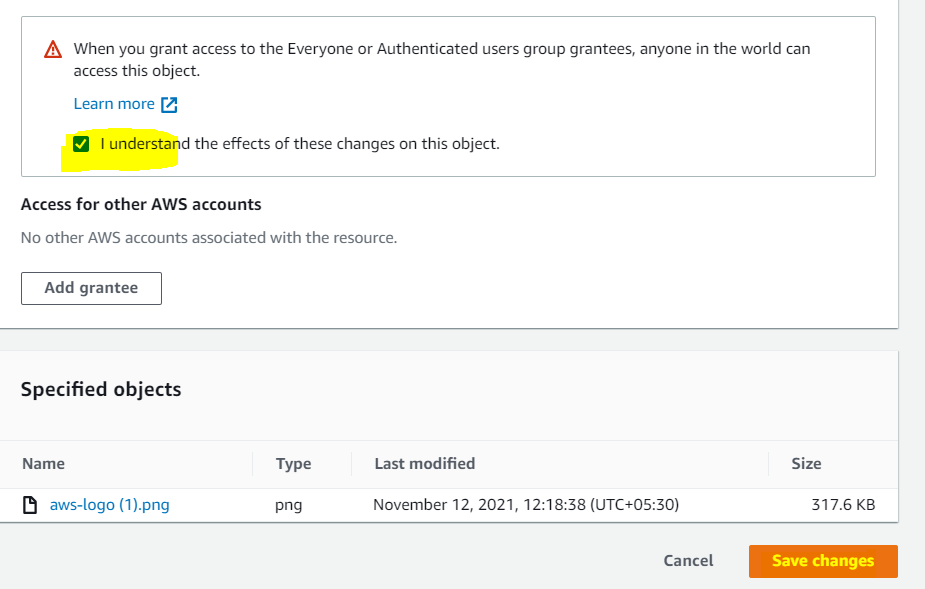 When you grant access to the Everyone or Authenticated users group grantees, anyone in the world can
access this object.
Learn more
I understand the effects of these changes on this object.
Access for other AWS accounts
No other AWS accounts associated with the resource.
Add grantee
Specified objects
Name Type Last modified Size
aws-logo (1).png png November 12, 2021, 12:18:38 (UTC+05:30) 317.6 KB
Cancel Save changes